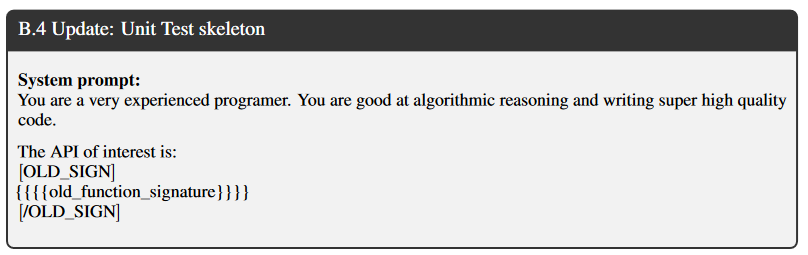 B.4 Update: Unit Test skeleton
System prompt:
You are a very experienced programer. You are good at algorithmic reasoning and writing super high quality
code.
The API of interest is:
[OLD_SIGN]
{{{{old_function_signature}}}}
[/OLD_SIGN]